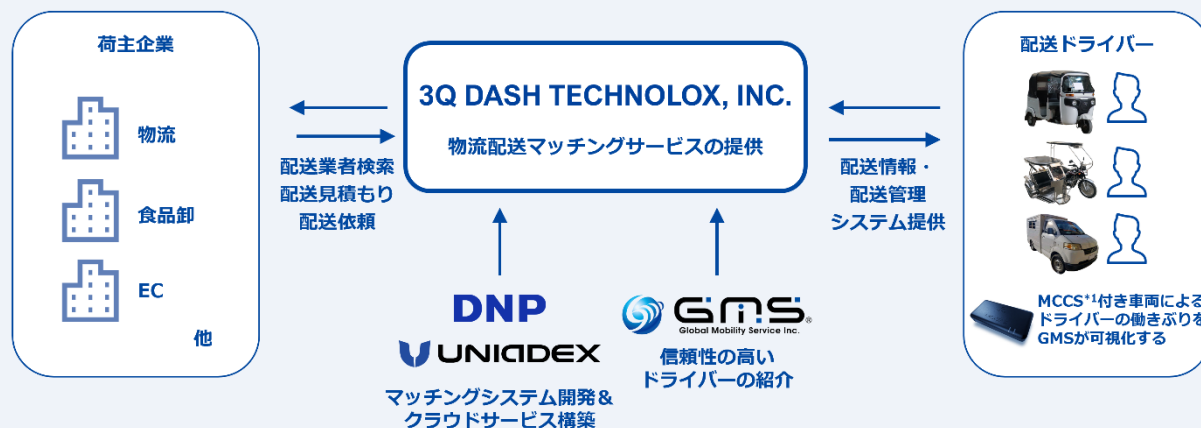 荷主企業
物流
食品卸
EC
他
配送業者検索
配送見積もり
配送依頼
3Q DASH TECHNOLOX, INC.
物流配送マッチングサービスの提供
DNP
UNIADEX
マッチングシステム開発&
クラウドサービス構築
GMS®
Global Mobility Service Inc.
信頼性の高い
ドライバーの紹介
配送情報・
配送管理
システム提供
配送ドライバー
MCCS*1付き車両による
ドライバーの働きぶりを
GMSが可視化する